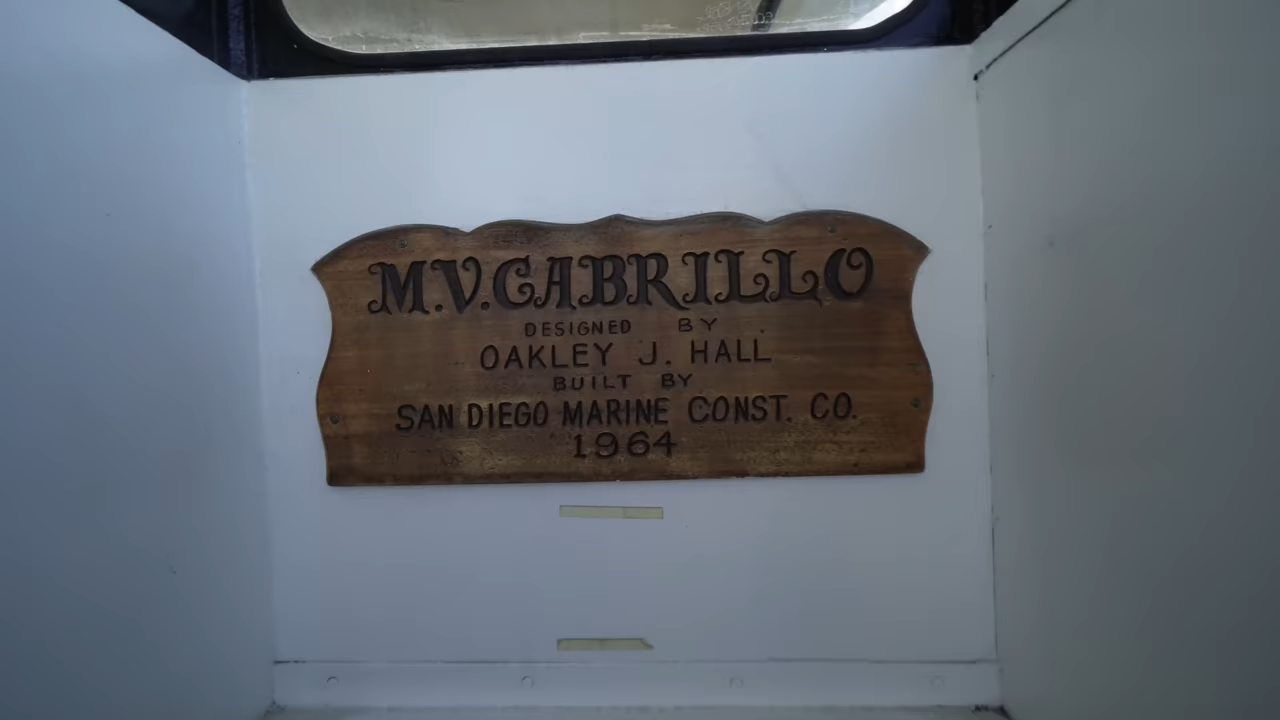 M.V. CABRILLO
DESIGNED BY
OAKLEY J. HALL
BUILT BY
SAN DIEGO MARINE CONST. CO.
1964